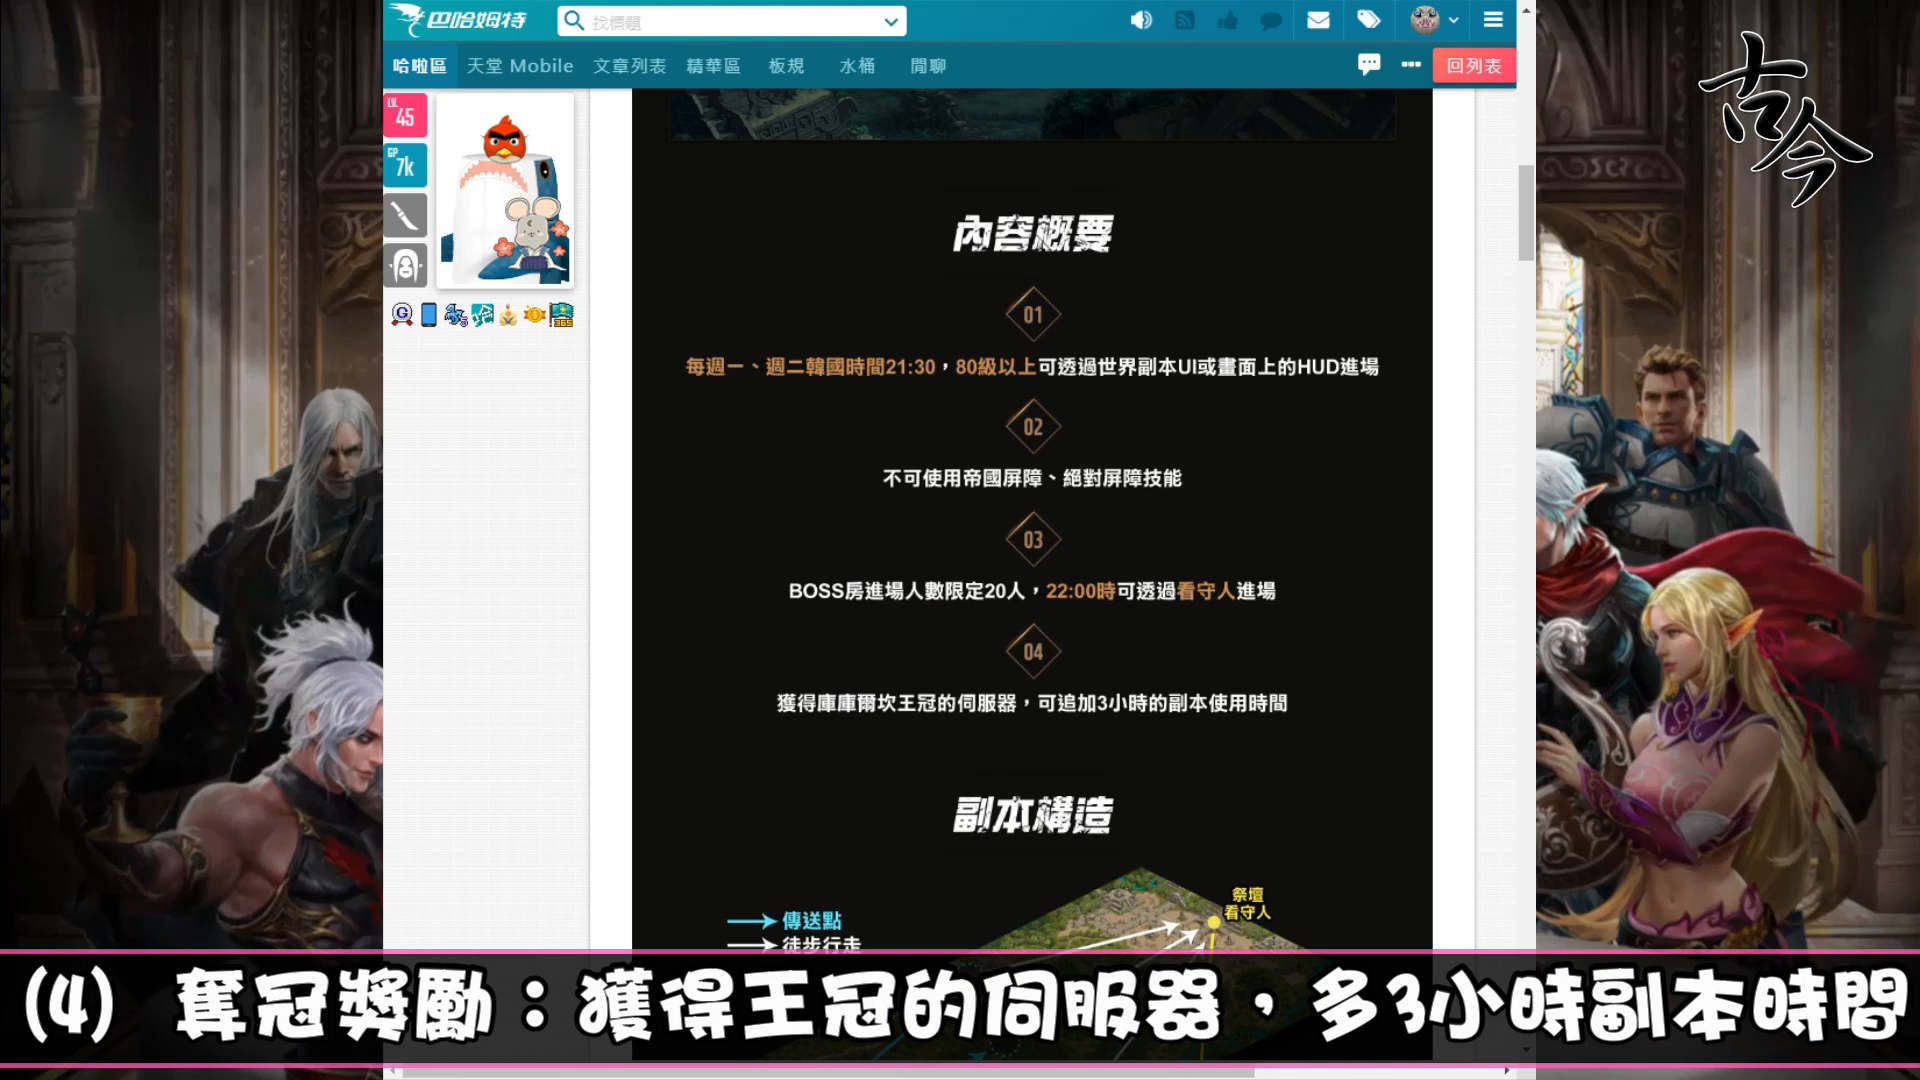 巴哈姆特
找標題
哈啦區
天堂 Mobile
文章列表
精華區
板規
水桶
閒聊
回列表
LV. 45
GP 7k
古今
內容概要
01
每週一、週二韓國時間21:30，80級以上可透過世界副本UI或畫面上的HUD進場
02
不可使用帝國屏障、絕對屏障技能
03
BOSS房進場人數限定20人，22:00時可透過看守人進場
04
獲得庫庫爾坎王冠的伺服器，可追加3小時的副本使用時間
副本構造
祭壇
看守人
傳送點
徒步行走
(4) 奪冠獎勵：獲得王冠的伺服器，多3小時副本時間